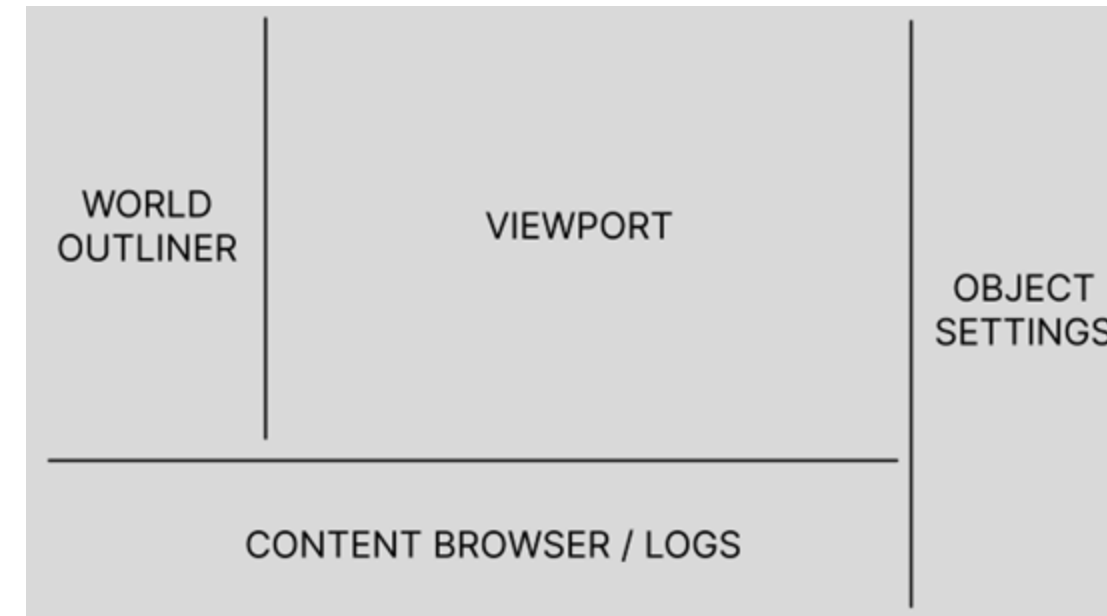 WORLD
OUTLINER
VIEWPORT
OBJECT
SETTINGS
CONTENT BROWSER / LOGS